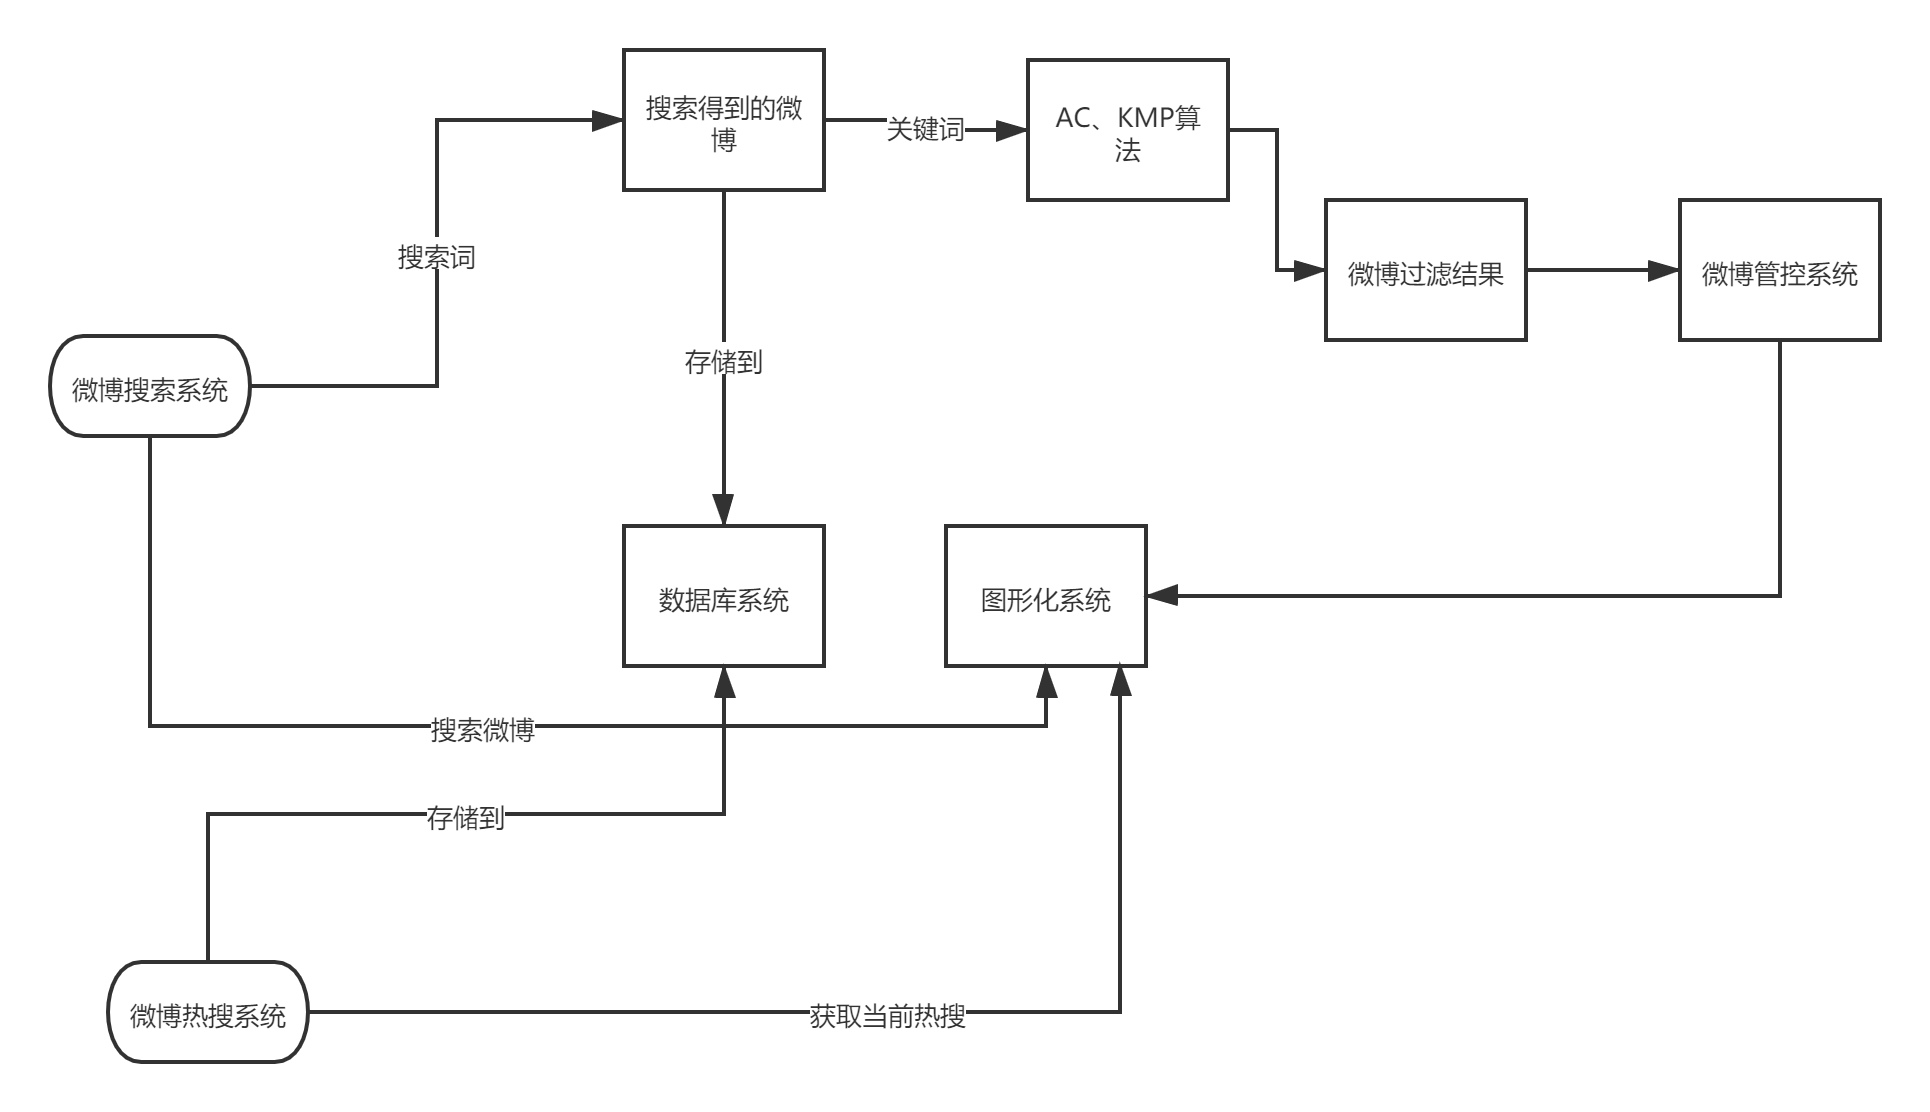 搜索得到的微
博
关键词
AC、KMP算
法
搜索词
微博过滤结果
微博管控系统
存储到
微博搜索系统
数据库系统
图形化系统
搜索微博
存储到
微博热搜系统
获取当前热搜